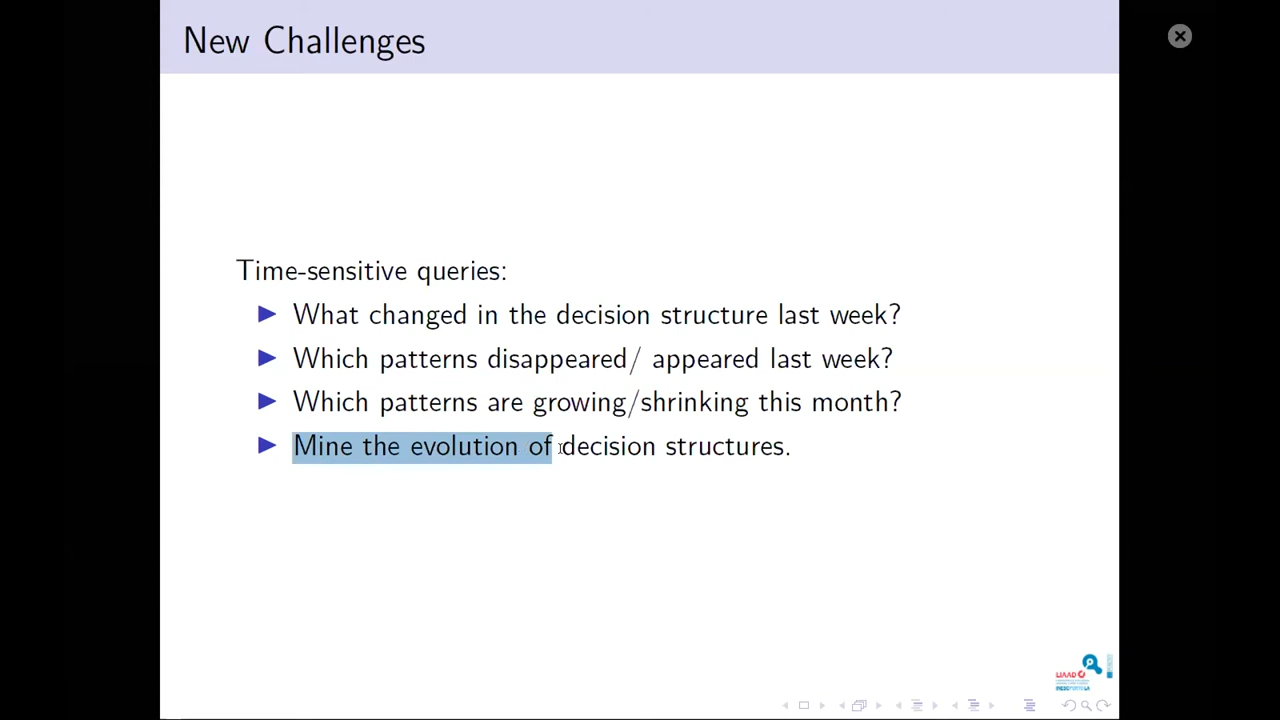 New Challenges
Time-sensitive queries:
What changed in the decision structure last week?
Which patterns disappeared/ appeared last week?
Which patterns are growing/shrinking this month?
Mine the evolution of decision structures.
LIAAD